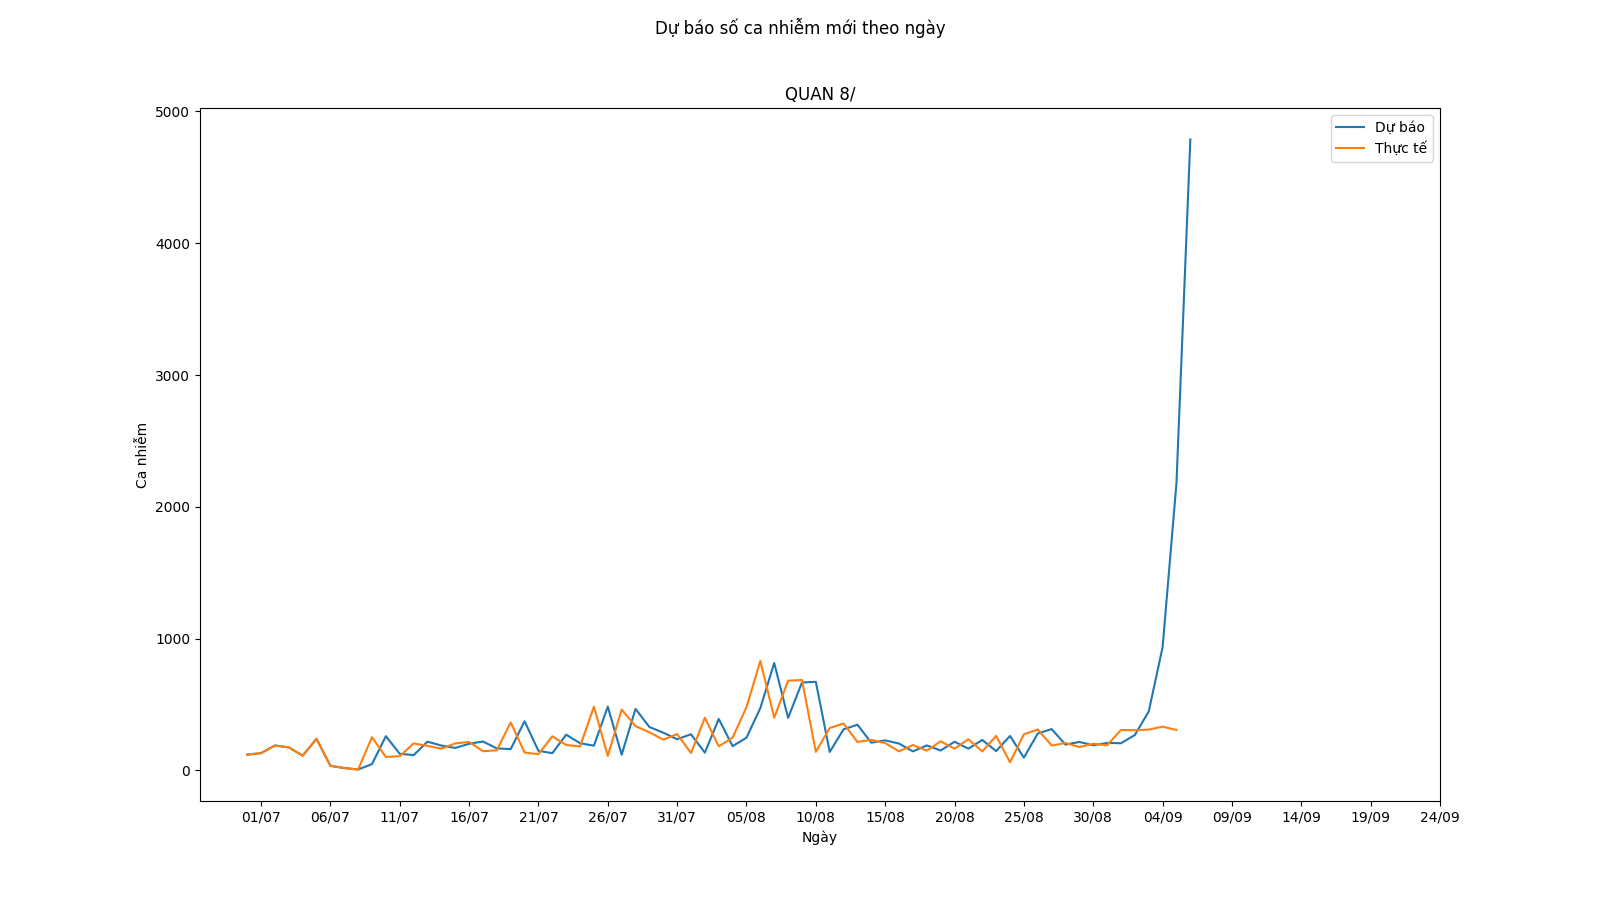 Dự báo số ca nhiễm mới theo ngày
QUAN 8/
5000
4000
3000
2000
1000
0
Ca nhiễm
Dự báo
Thực tế
01/07 06/07 11/07 16/07 21/07 26/07 31/07 05/08 10/08 15/08 20/08 25/08 30/08 04/09 09/09 14/09 19/09 24/09
Ngày